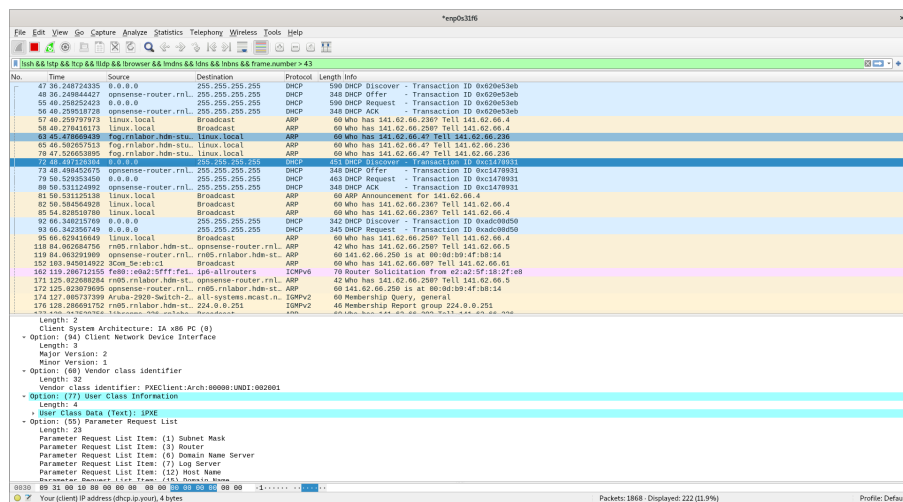 *enp0s31f6
File Edit View Go Capture Analyze Statistics Telephony Wireless Tools Help
!ssh && !stp && !tcp && !lldp && !browser && !mdns && !dns && !nbns && frame.number > 43
No. Time Source Destination Protocol Length Info
47 36.248724335 0.0.0.0 255.255.255.255 DHCP 590 DHCP Discover - Transaction ID 0x620e53eb
48 36.249844427 opnsense-router.rnl… 255.255.255.255 DHCP 348 DHCP Offer - Transaction ID 0x620e53eb
55 40.258252423 0.0.0.0 255.255.255.255 DHCP 590 DHCP Request - Transaction ID 0x620e53eb
56 40.259518728 opnsense-router.rnl… 255.255.255.255 DHCP 348 DHCP ACK - Transaction ID 0x620e53eb
57 40.259797973 linux.local Broadcast ARP 60 Who has 141.62.66.236? Tell 141.62.66.4
58 40.270416173 linux.local Broadcast ARP 60 Who has 141.62.66.250? Tell 141.62.66.4
63 45.478669439 fog.rnlabor.hdm-stu… linux.local ARP 60 Who has 141.62.66.4? Tell 141.62.66.236
65 46.502657513 fog.rnlabor.hdm-stu… linux.local ARP 60 Who has 141.62.66.4? Tell 141.62.66.236
70 47.526653895 fog.rnlabor.hdm-stu… linux.local ARP 60 Who has 141.62.66.4? Tell 141.62.66.236
72 48.497126304 0.0.0.0 255.255.255.255 DHCP 451 DHCP Discover - Transaction ID 0xc1470931
73 48.498452675 opnsense-router.rnl… 255.255.255.255 DHCP 348 DHCP Offer - Transaction ID 0xc1470931
79 50.529353450 0.0.0.0 255.255.255.255 DHCP 463 DHCP Request - Transaction ID 0xc1470931
80 50.531124992 opnsense-router.rnl… 255.255.255.255 DHCP 348 DHCP ACK - Transaction ID 0xc1470931
81 50.531125138 linux.local Broadcast ARP 60 ARP Announcement for 141.62.66.4
82 50.584564928 linux.local Broadcast ARP 60 Who has 141.62.66.236? Tell 141.62.66.4
85 54.828510780 linux.local Broadcast ARP 60 Who has 141.62.66.236? Tell 141.62.66.4
92 66.340215769 0.0.0.0 255.255.255.255 DHCP 342 DHCP Discover - Transaction ID 0xadc00d50
93 66.342356749 0.0.0.0 255.255.255.255 DHCP 345 DHCP Request - Transaction ID 0xadc00d50
95 66.629416649 linux.local Broadcast ARP 60 Who has 141.62.66.250? Tell 141.62.66.4
118 84.062684756 rn05.rnlabor.hdm-st… opnsense-router.rnl… ARP 42 Who has 141.62.66.250? Tell 141.62.66.5
119 84.063291909 opnsense-router.rnl… rn05.rnlabor.hdm-st… ARP 60 141.62.66.250 is at 00:0d:b9:4f:b8:14
152 103.945014922 3Com_5e:eb:c1 Broadcast ARP 60 Who has 141.62.66.60? Tell 141.62.66.61
162 119.206712155 fe80::e0a2:5fff:fe1… ip6-allrouters ICMPv6 70 Router Solicitation from e2:a2:5f:18:2f:e8
171 125.022688284 rn05.rnlabor.hdm-st… opnsense-router.rnl… ARP 42 Who has 141.62.66.250? Tell 141.62.66.5
172 125.023079695 opnsense-router.rnl… rn05.rnlabor.hdm-st… ARP 60 141.62.66.250 is at 00:0d:b9:4f:b8:14
174 127.005737399 Aruba-2920-Switch-2… all-systems.mcast.n… IGMPv2 60 Membership Query, general
176 128.286691752 rn05.rnlabor.hdm-st… 224.0.0.251 IGMPv2 46 Membership Report group 224.0.0.251
Length: 2
Client System Architecture: IA x86 PC (0)
Option: (94) Client Network Device Interface
Length: 3
Major Version: 2
Minor Version: 1
Option: (60) Vendor class identifier
Length: 32
Vendor class identifier: PXEClient:Arch:00000:UNDI:002001
Option: (77) User Class Information
Length: 4
User Class Data (Text): iPXE
Option: (55) Parameter Request List
Length: 23
Parameter Request List Item: (1) Subnet Mask
Parameter Request List Item: (3) Router
Parameter Request List Item: (6) Domain Name Server
Parameter Request List Item: (7) Log Server
Parameter Request List Item: (12) Host Name
Parameter Request List Item: (15) Domain Name
0030 09 31 00 10 80 00 00 00 00 00 00 00 00 00 00 00 ·1······ ········
Your (client) IP address (dhcp.ip.your), 4 bytes
Packets: 1868 · Displayed: 222 (11.9%)
Profile: Defau